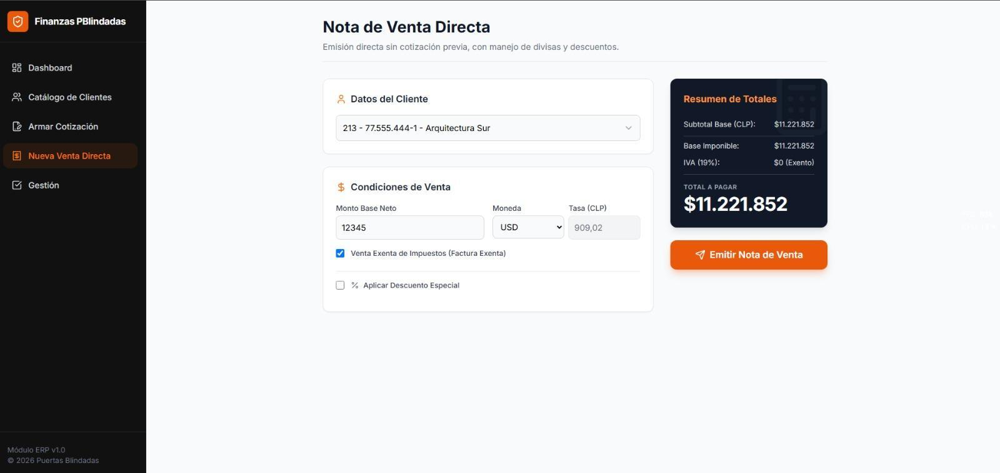 Finanzas PBlindadas
Dashboard
Catálogo de Clientes
Armar Cotización
Nueva Venta Directa
Gestión
Módulo ERP v1.0
© 2026 Puertas Blindadas
Nota de Venta Directa
Emisión directa sin cotización previa, con manejo de divisas y descuentos.
Datos del Cliente
213 - 77.555.444-1 - Arquitectura Sur
Condiciones de Venta
Monto Base Neto Moneda Tasa (CLP)
12345 USD 909,02
Venta Exenta de Impuestos (Factura Exenta)
% Aplicar Descuento Especial
Resumen de Totales
Subtotal Base (CLP): $11.221.852
Base Imponible: $11.221.852
IVA (19%): $0 (Exento)
TOTAL A PAGAR
$11.221.852
Emitir Nota de Venta